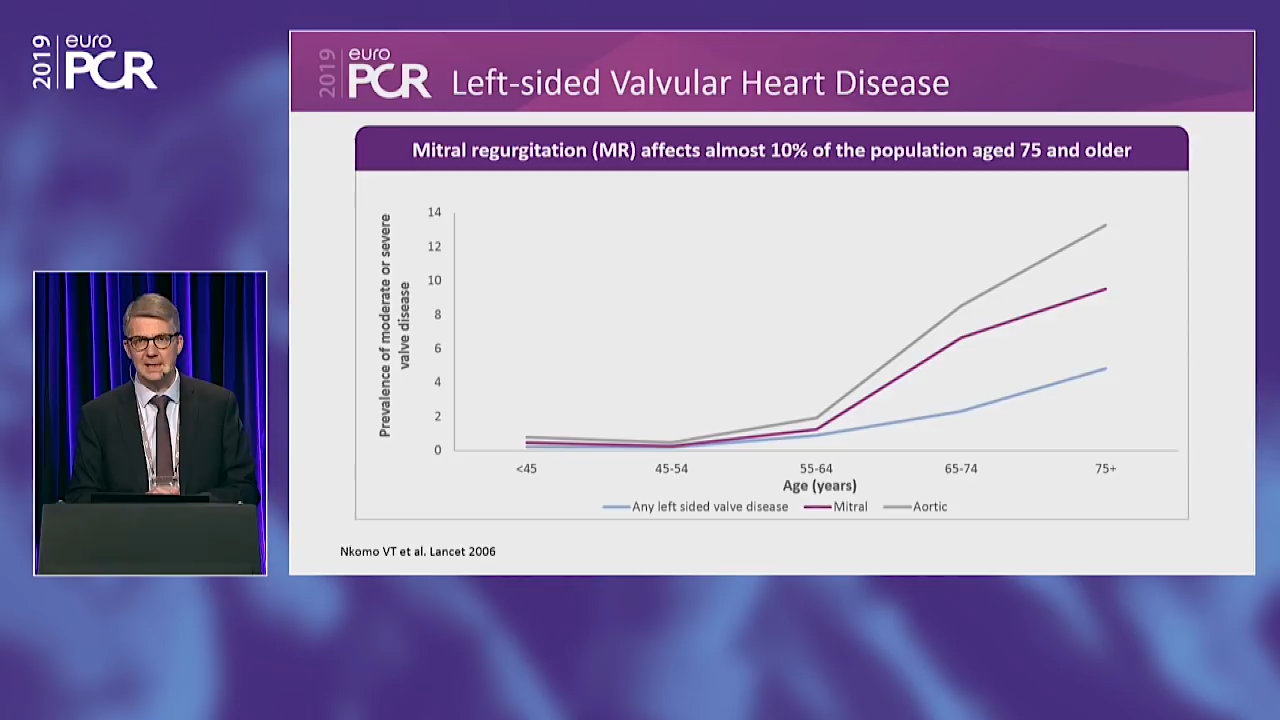 2019
euro
PCR
2019
euro
PCR
Left-sided Valvular Heart Disease
Mitral regurgitation (MR) affects almost 10% of the population aged 75 and older
Prevalence of moderate or severe
valve disease
14
12
10
8
6
4
2
0
<45
45-54
55-64
65-74
75+
Age (years)
Any left sided valve disease
Mitral
Aortic
Nkomo VT et al. Lancet 2006